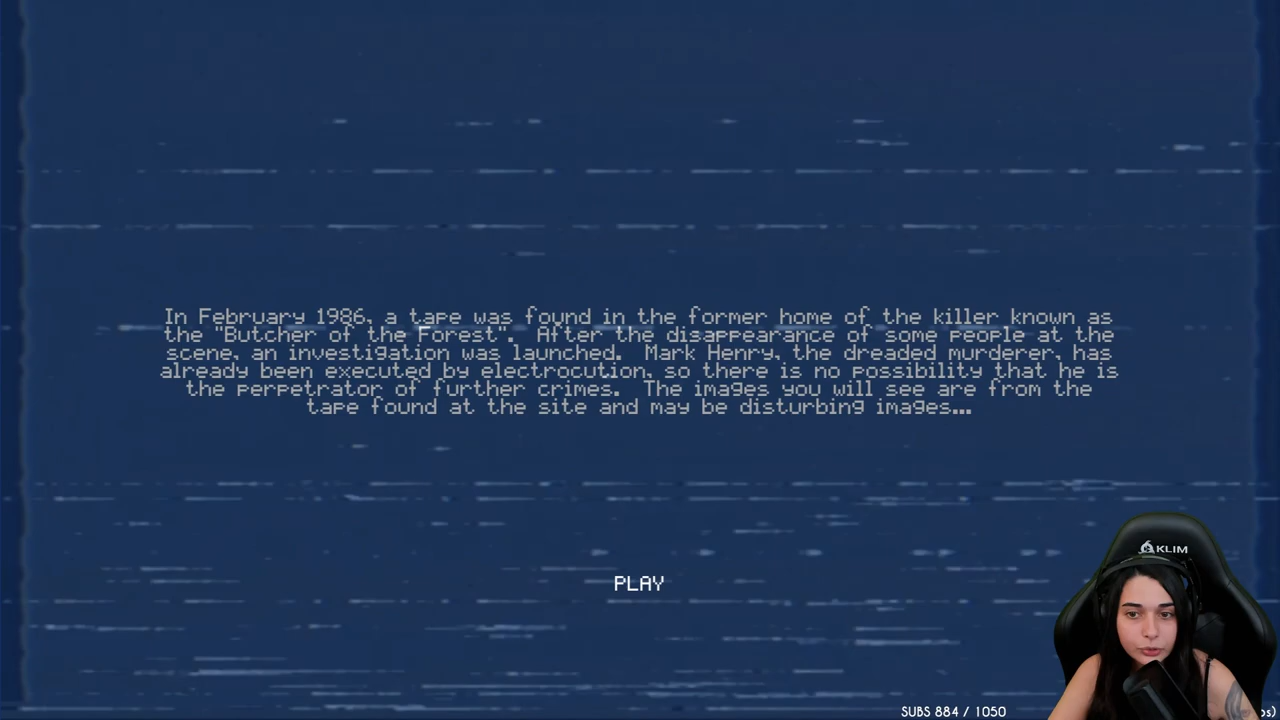 In February 1986, a tape was found in the former home of the killer known as
the "Butcher of the Forest".  After the disappearance of some people at the
scene, an investigation was launched.  Mark Henry, the dreaded murderer, has
already been executed by electrocution, so there is no possibility that he is
the perpetrator of further crimes.  The images you will see are from the
tape found at the site and may be disturbing images...
PLAY
KLIM
SUBS 884 / 1050